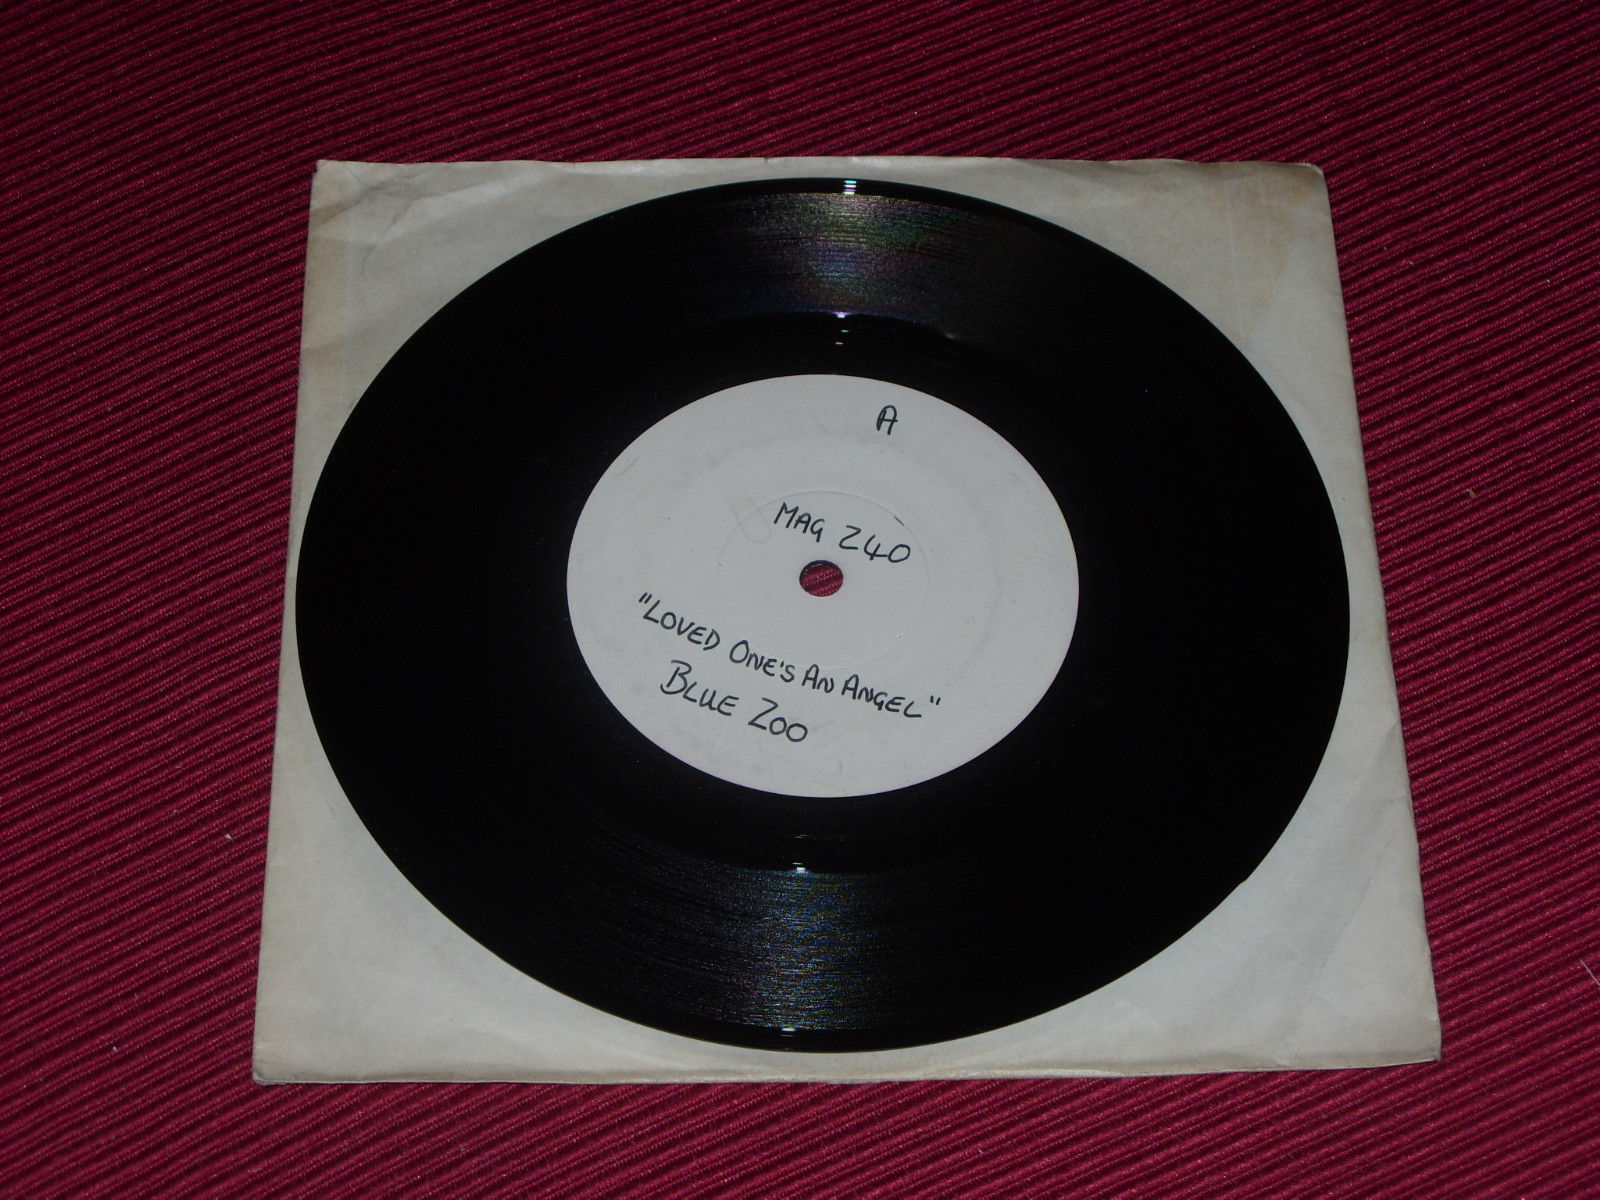 A
MAG 240
"LOVED ONE'S AN ANGEL"
BLUE ZOO